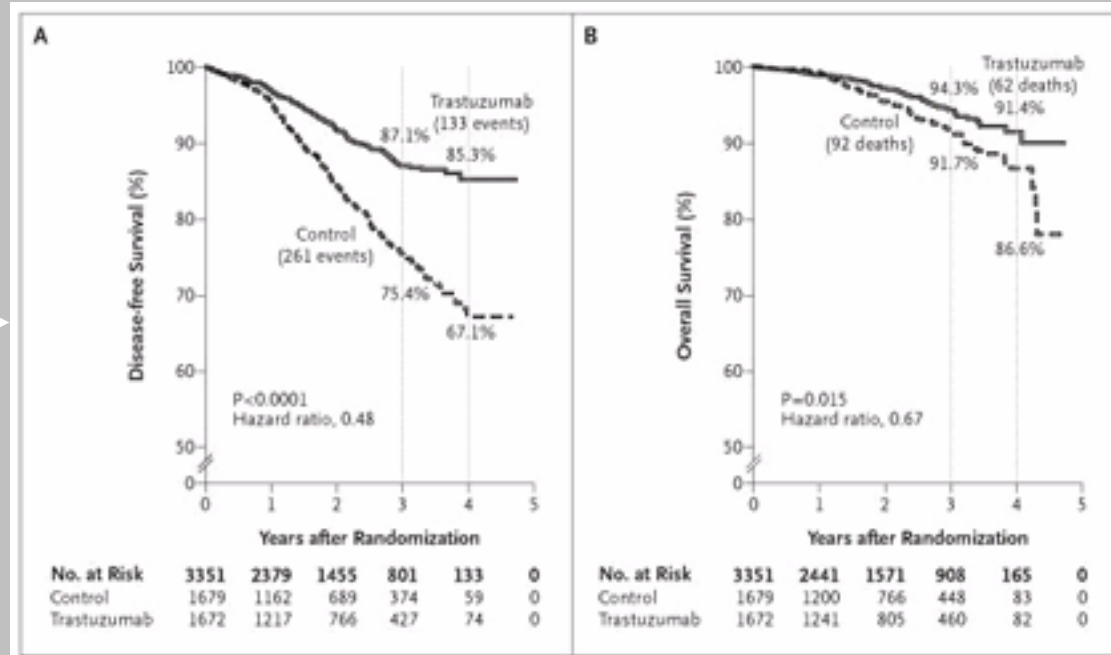 A
100
90
80
70
60
50
0
Disease-free Survival (%)
Trastuzumab
(133 events)
87.1%
85.3%
Control
(261 events)
75.4%
67.1%
P<0.0001
Hazard ratio, 0.48
0 1 2 3 4 5
Years after Randomization
No. at Risk 3351 2379 1455 801 133 0
Control 1679 1162 689 374 59 0
Trastuzumab 1672 1217 766 427 74 0
B
100
90
80
70
60
50
0
Overall Survival (%)
Trastuzumab
(62 deaths)
94.3%
91.4%
Control
(92 deaths)
91.7%
86.6%
P=0.015
Hazard ratio, 0.67
0 1 2 3 4 5
Years after Randomization
No. at Risk 3351 2441 1571 908 165 0
Control 1679 1200 766 448 83 0
Trastuzumab 1672 1241 805 460 82 0